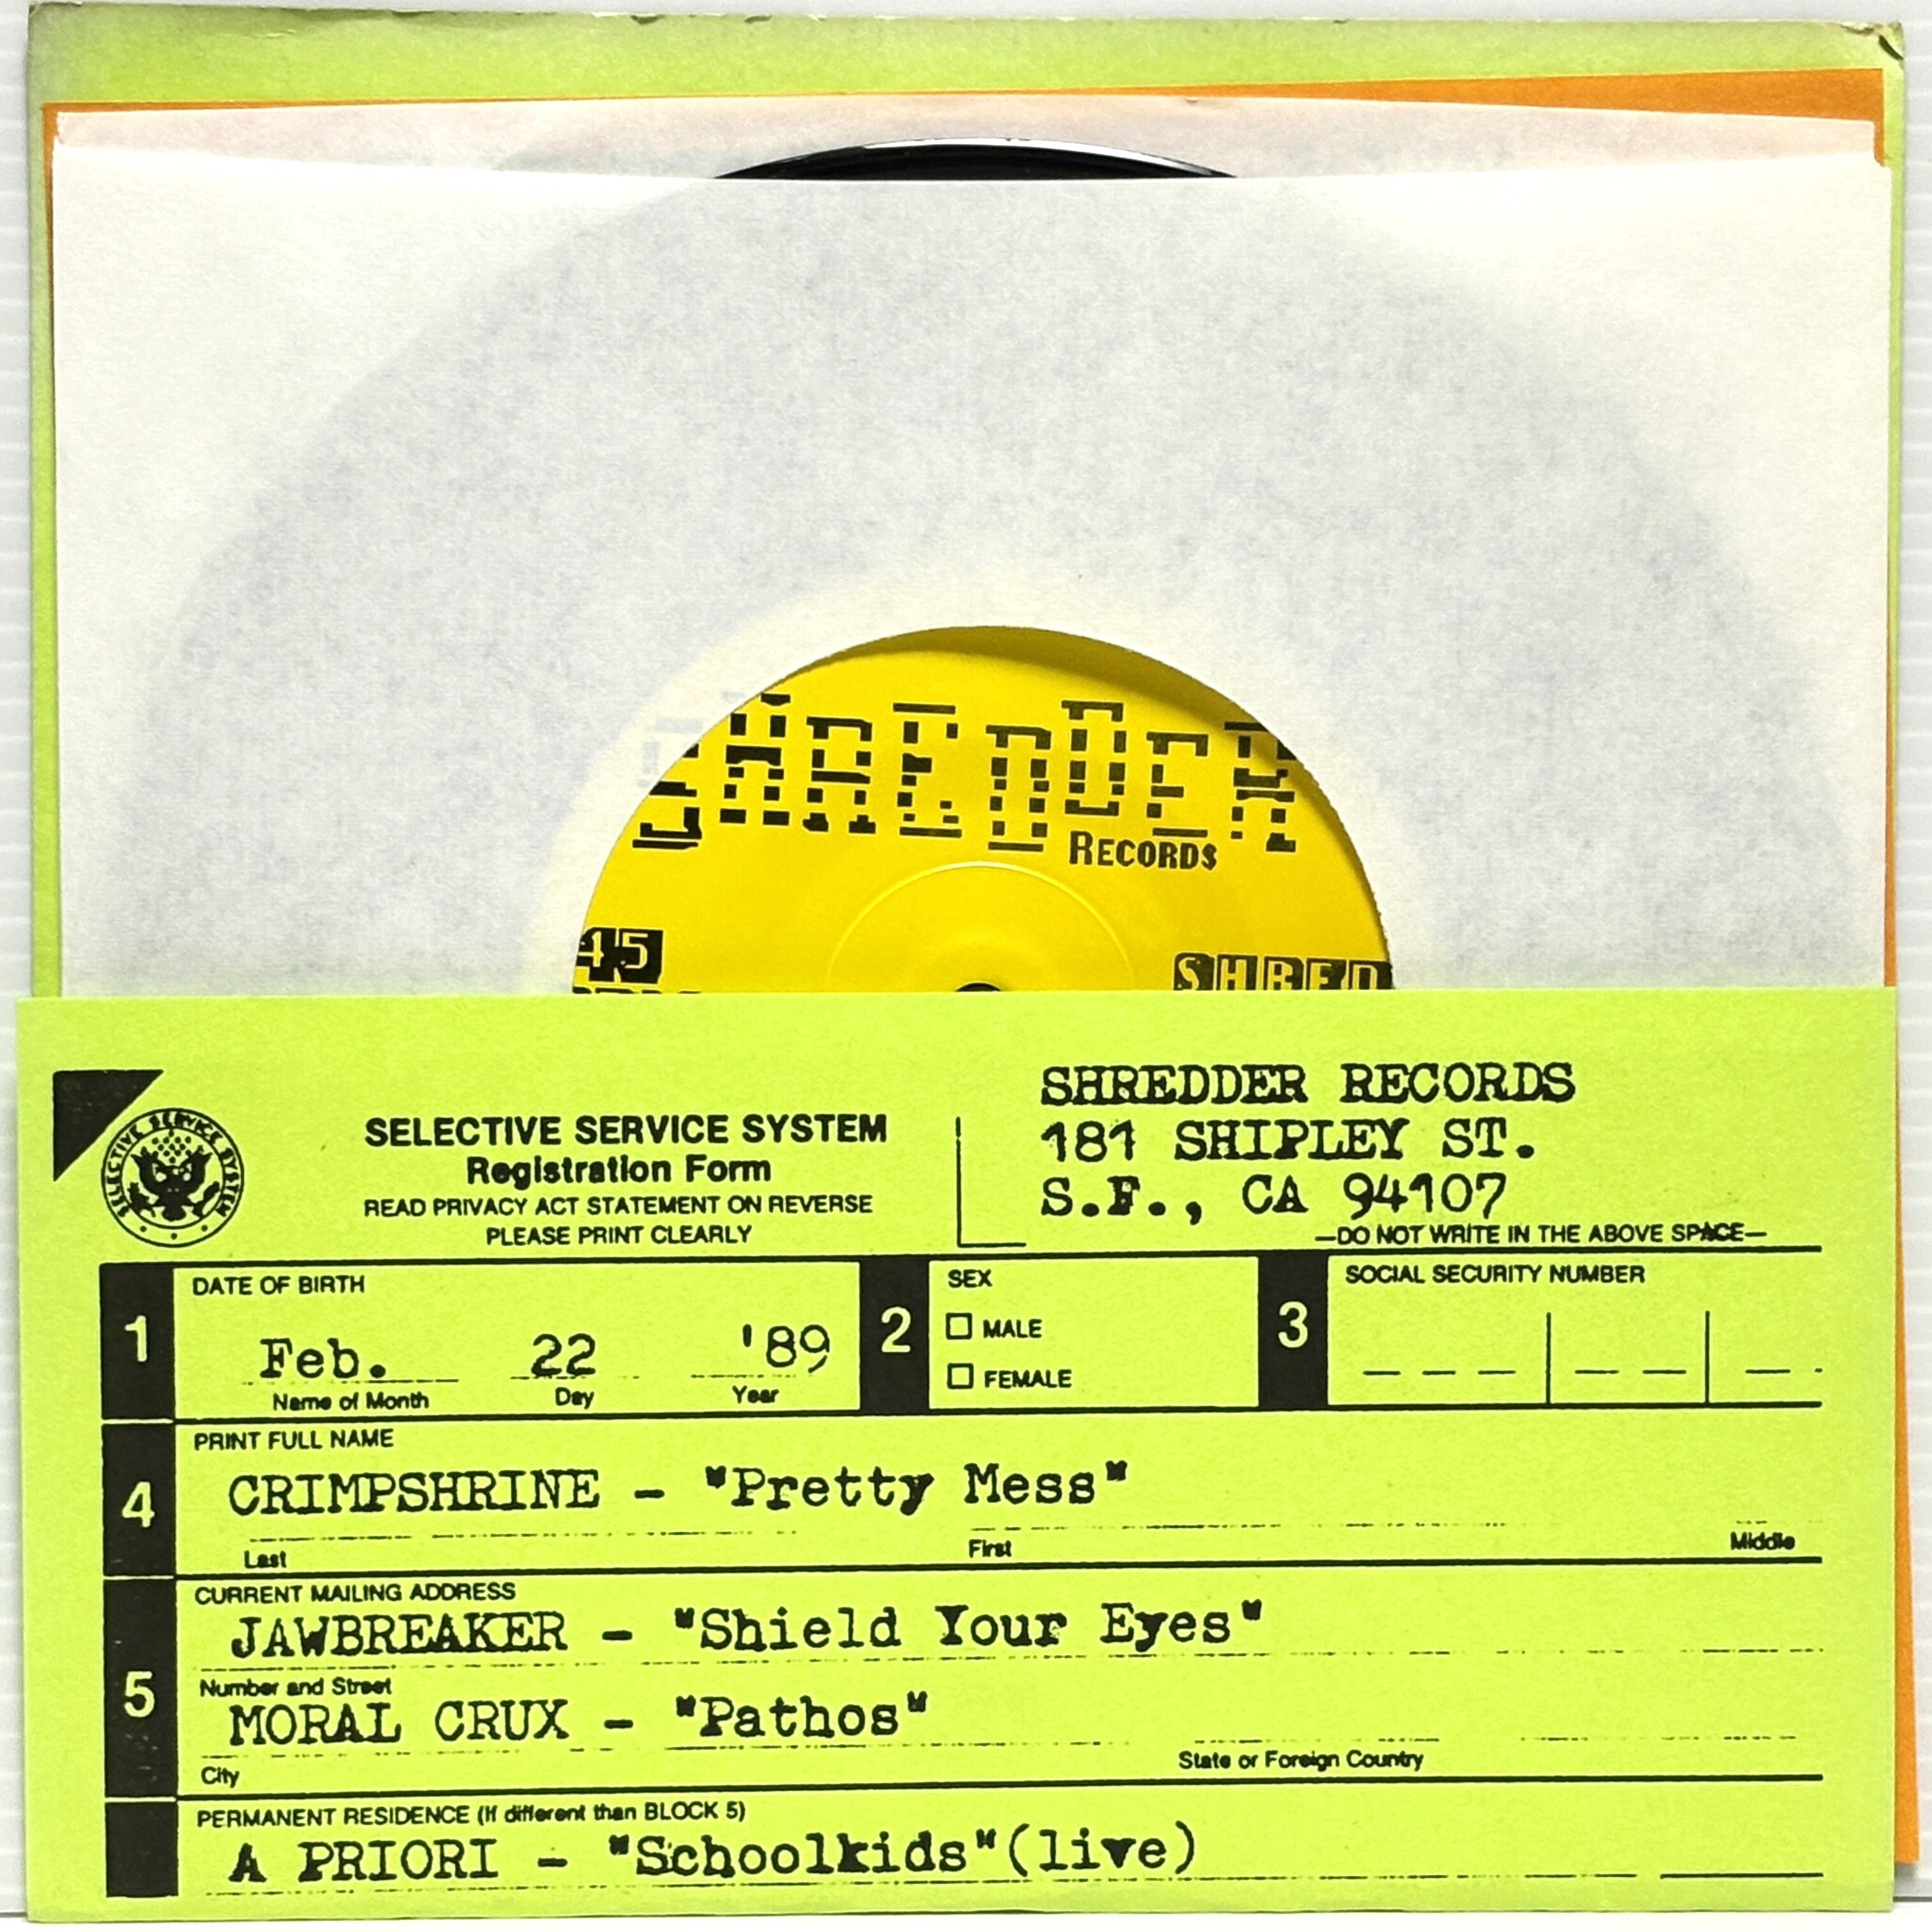 SHREDDER
RECORDS
45
SHRED
SELECTIVE SERVICE SYSTEM
SELECTIVE SERVICE SYSTEM
Registration Form
READ PRIVACY ACT STATEMENT ON REVERSE
PLEASE PRINT CLEARLY
SHREDDER RECORDS
181 SHIPLEY ST.
S.F., CA 94107
—DO NOT WRITE IN THE ABOVE SPACE—
1
DATE OF BIRTH
Feb. 22 '89
Name of Month Day Year
2
SEX
MALE
FEMALE
3
SOCIAL SECURITY NUMBER
4
PRINT FULL NAME
CRIMPSHRINE - "Pretty Mess"
Last First Middle
5
CURRENT MAILING ADDRESS
JAWBREAKER - "Shield Your Eyes"
Number and Street
MORAL CRUX - "Pathos"
City State or Foreign Country
PERMANENT RESIDENCE (If different than BLOCK 5)
A PRIORI - "Schoolkids"(live)